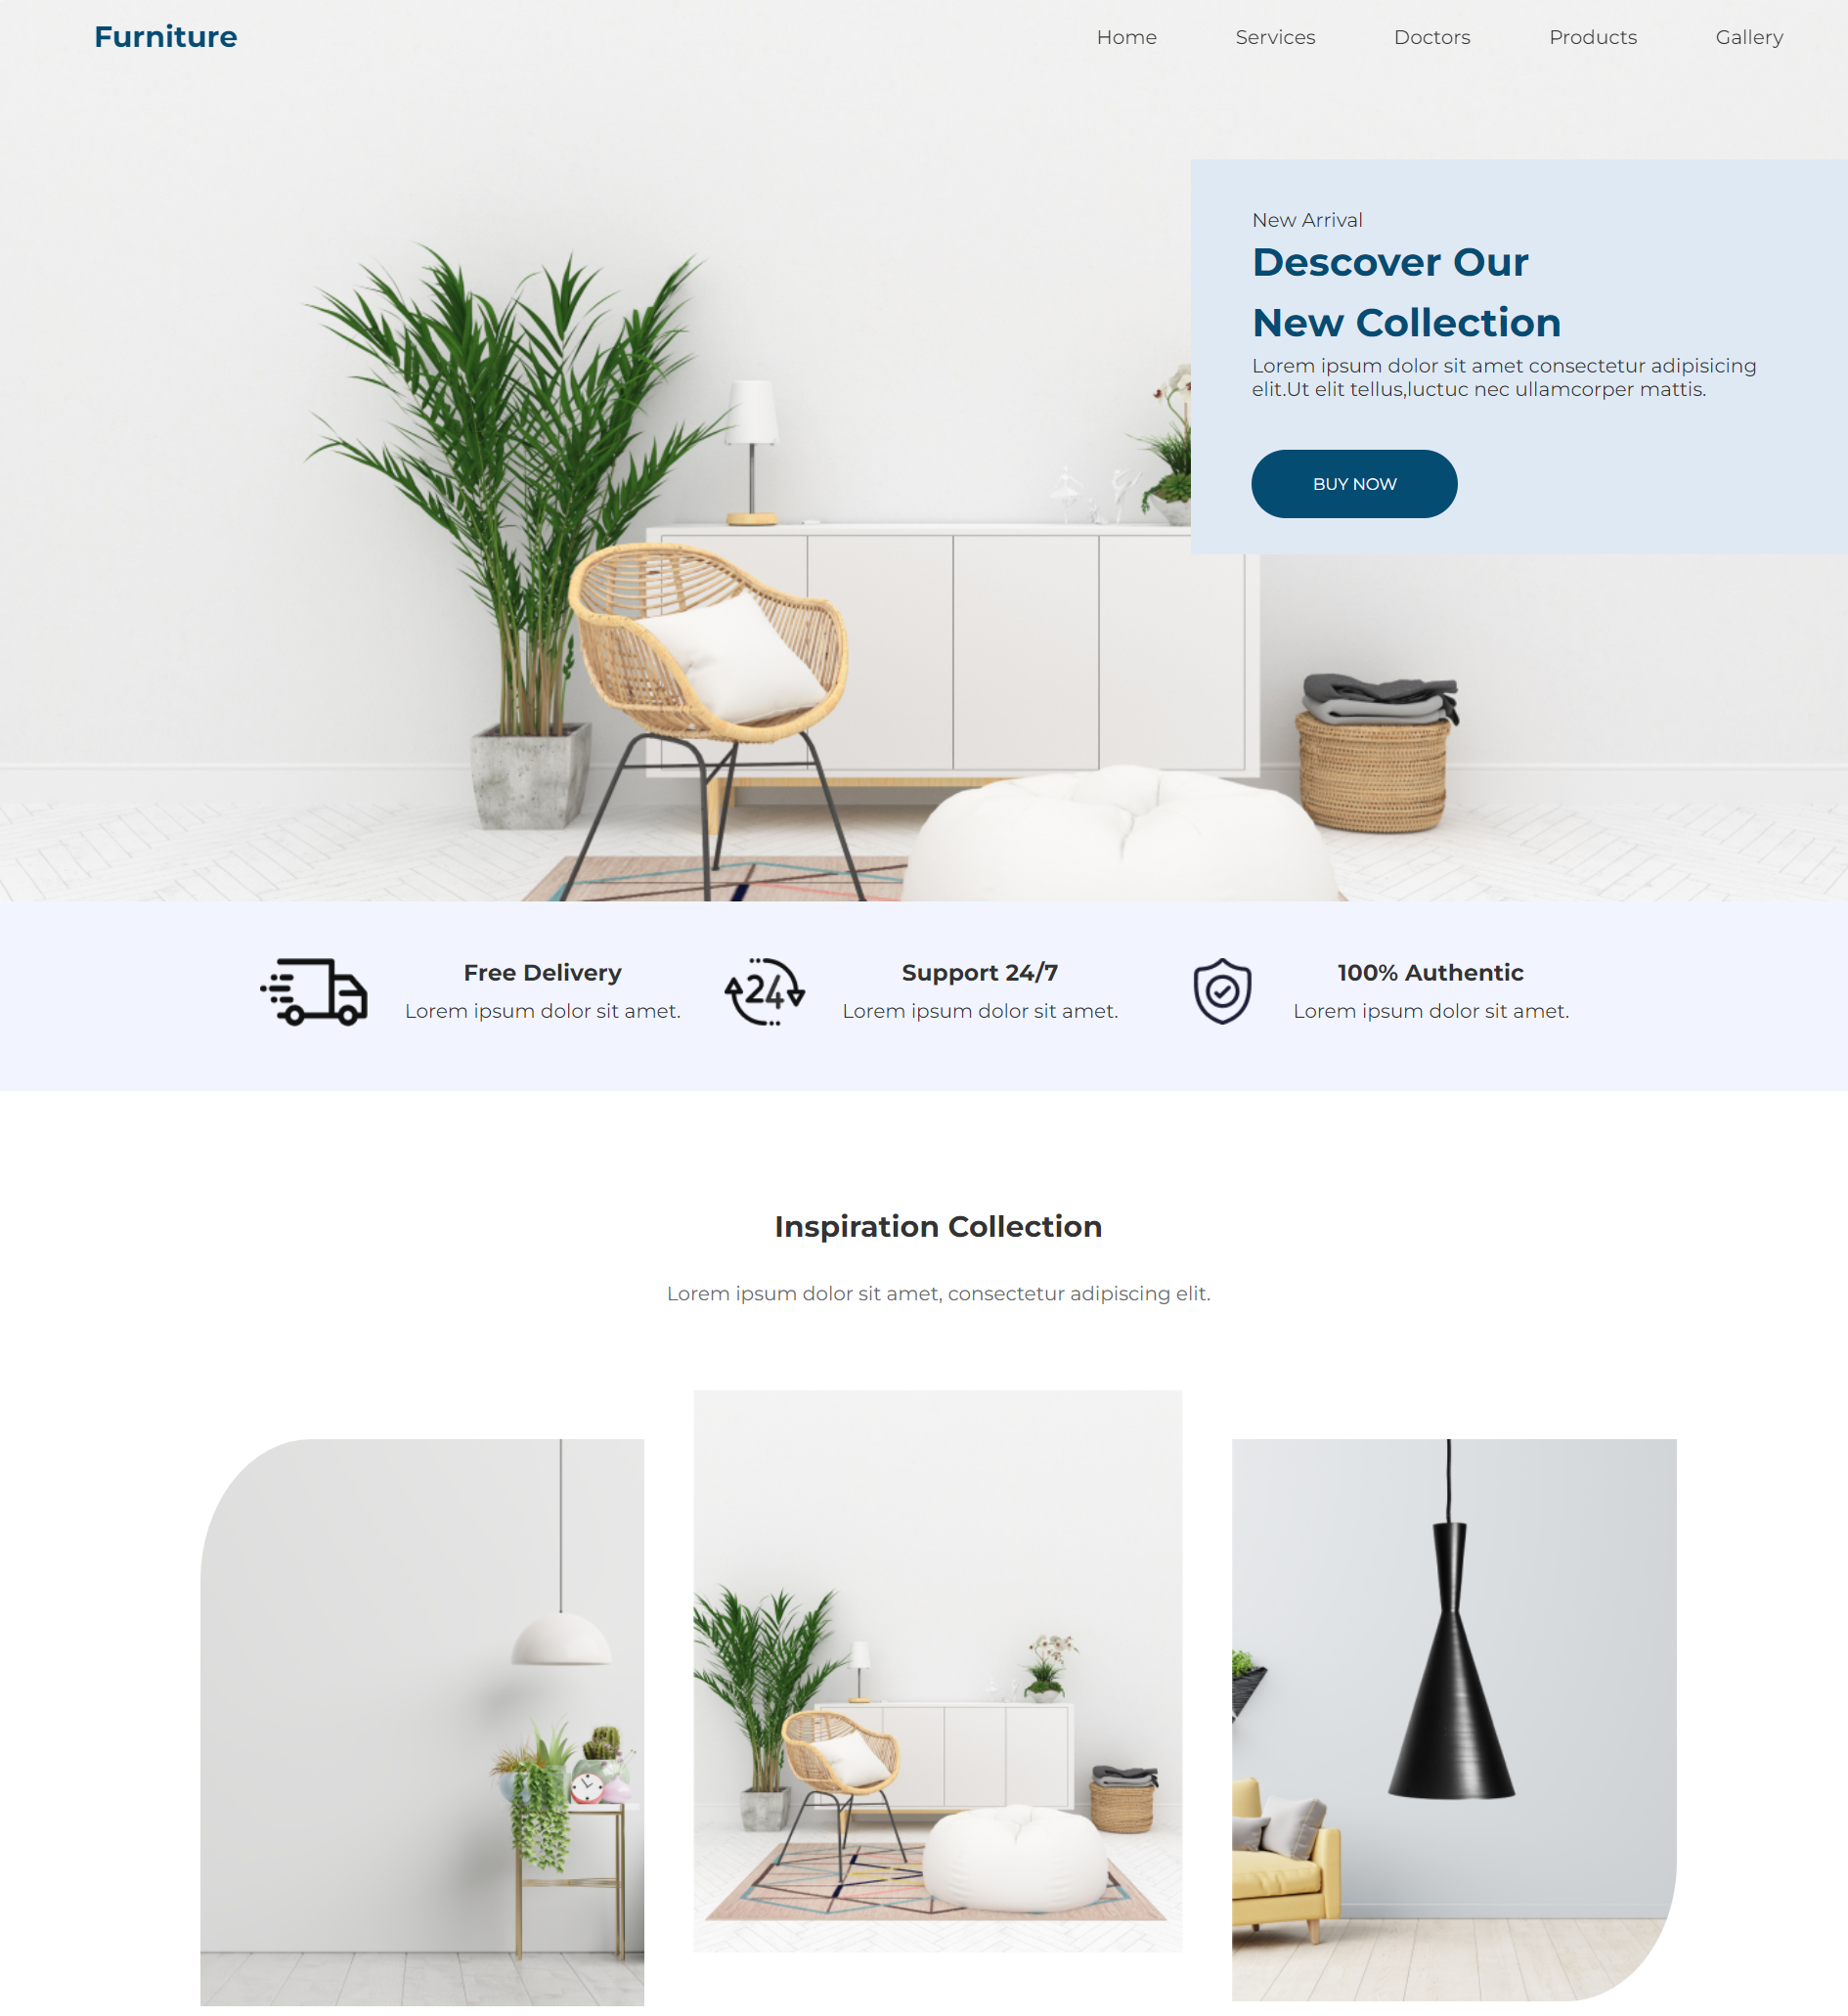 Furniture
Home Services Doctors Products Gallery
New Arrival
Descover Our
New Collection
Lorem ipsum dolor sit amet consectetur adipisicing
elit.Ut elit tellus,luctuc nec ullamcorper mattis.
BUY NOW
Free Delivery
Lorem ipsum dolor sit amet.
24
Support 24/7
Lorem ipsum dolor sit amet.
100% Authentic
Lorem ipsum dolor sit amet.
Inspiration Collection
Lorem ipsum dolor sit amet, consectetur adipiscing elit.